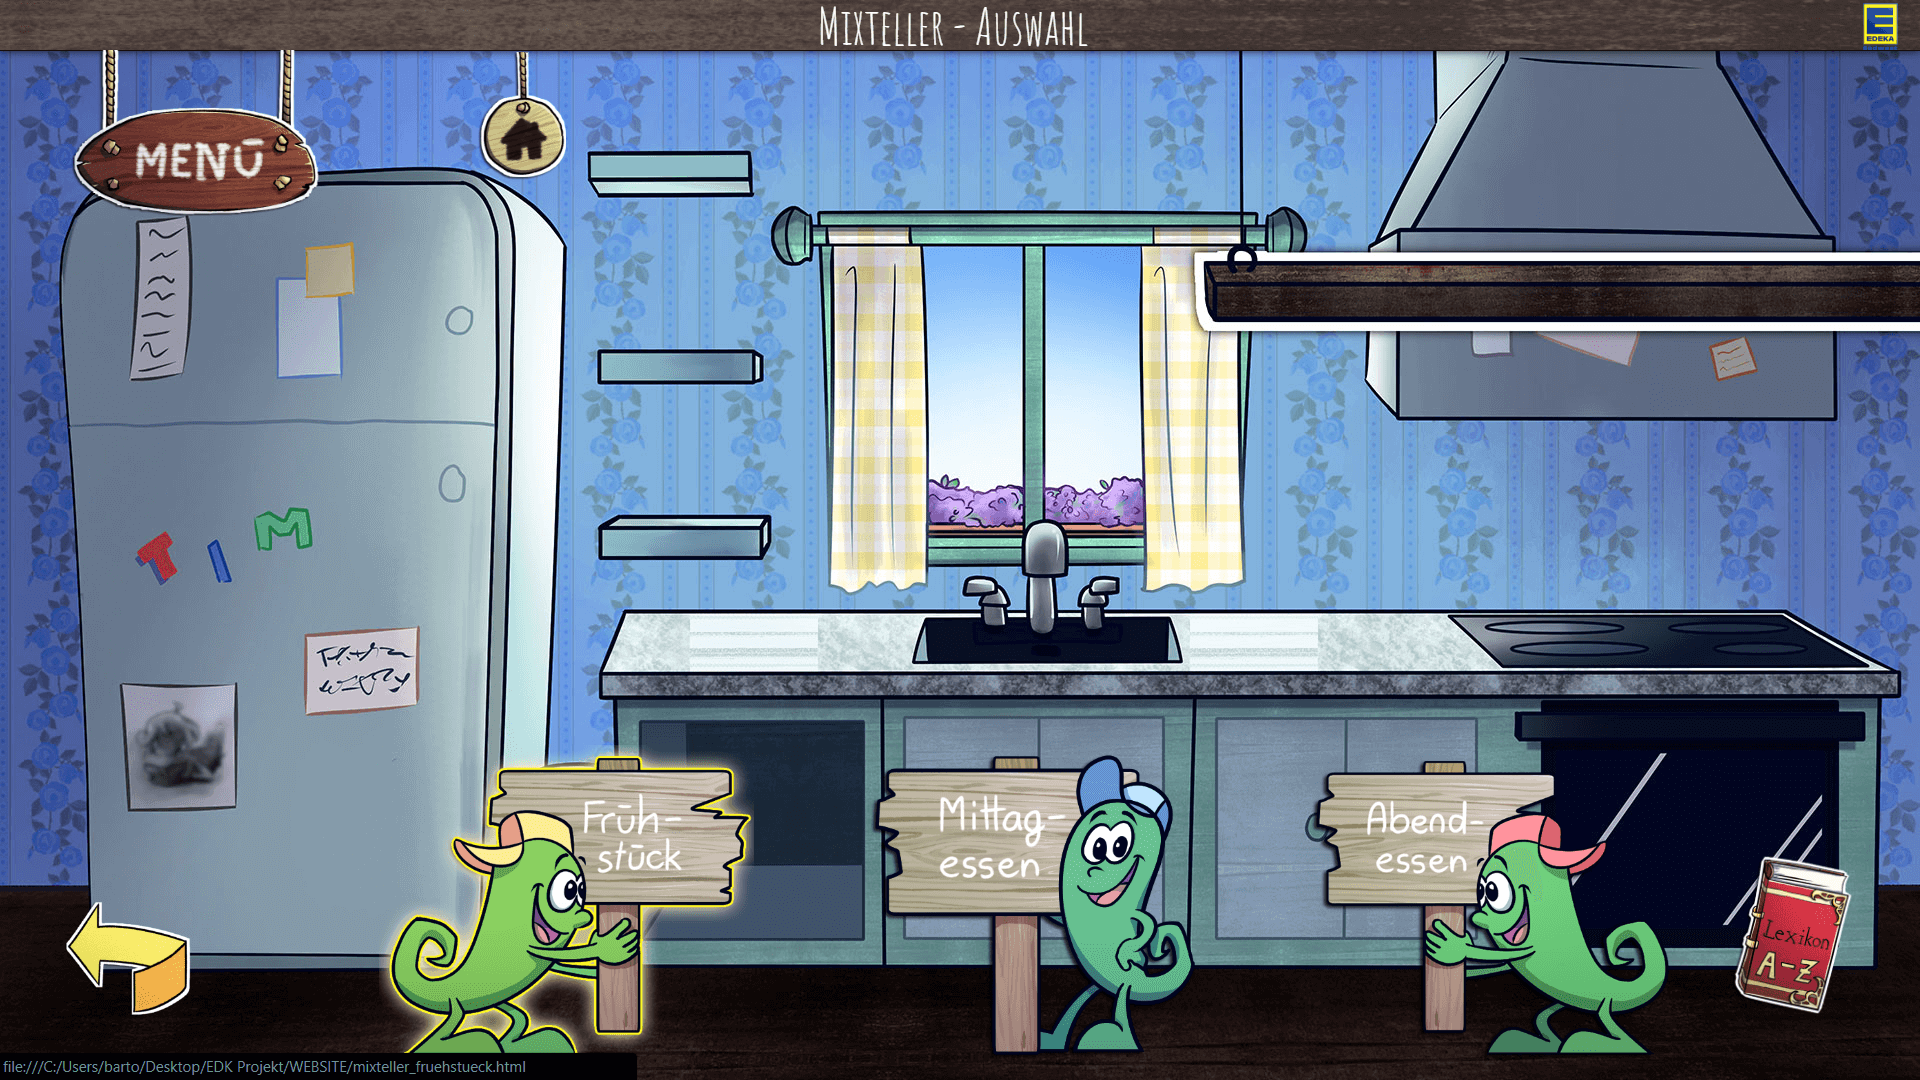 Mixteller - Auswahl
EDEKA
MENÜ
TIM
Früh-
stück
Mittag-
essen
Abend-
essen
Lexikon
A-Z
file:///C:/Users/barto/Desktop/EDK Projekt/WEBSITE/mixteller_fruehstueck.html